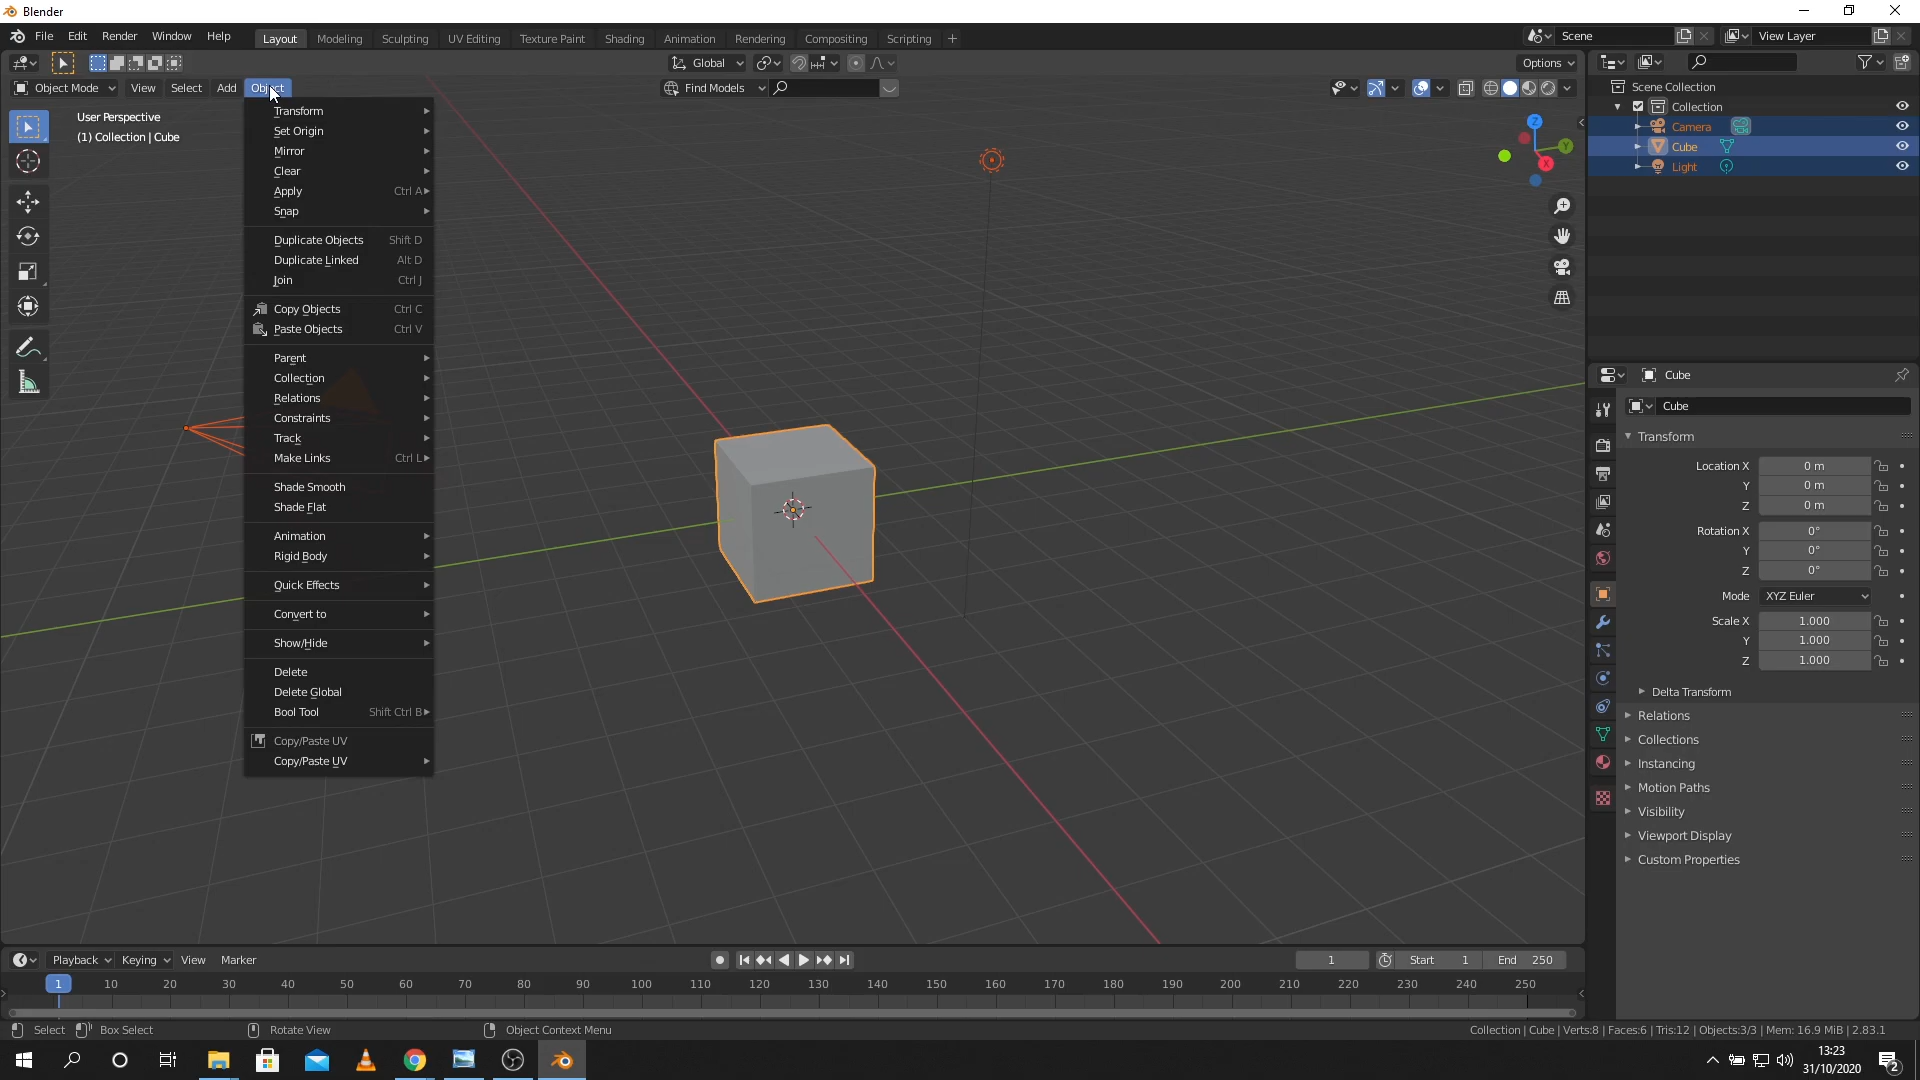 Blender
File Edit Render Window Help Layout Modeling Sculpting UV Editing Texture Paint Shading Animation Rendering Compositing Scripting + Scene View Layer
Global Options
Object Mode View Select Add Object Find Models
User Perspective
(1) Collection | Cube
Transform
Set Origin
Mirror
Clear
Apply Ctrl A
Snap
Duplicate Objects Shift D
Duplicate Linked Alt D
Join Ctrl J
Copy Objects Ctrl C
Paste Objects Ctrl V
Parent
Collection
Relations
Constraints
Track
Make Links Ctrl L
Shade Smooth
Shade Flat
Animation
Rigid Body
Quick Effects
Convert to
Show/Hide
Delete
Delete Global
Bool Tool Shift Ctrl B
Copy/Paste UV
Copy/Paste UV
Z
Y
X
Scene Collection
Collection
Camera
Cube
Light
Cube
Cube
Transform
Location X 0 m
Y 0 m
Z 0 m
Rotation X 0°
Y 0°
Z 0°
Mode XYZ Euler
Scale X 1.000
Y 1.000
Z 1.000
Delta Transform
Relations
Collections
Instancing
Motion Paths
Visibility
Viewport Display
Custom Properties
Playback Keying View Marker 1 Start 1 End 250
1 10 20 30 40 50 60 70 80 90 100 110 120 130 140 150 160 170 180 190 200 210 220 230 240 250
Select Box Select Rotate View Object Context Menu Collection | Cube | Verts:8 | Faces:6 | Tris:12 | Objects:3/3 | Mem: 16.9 MiB | 2.83.1
13:23
31/10/2020
2